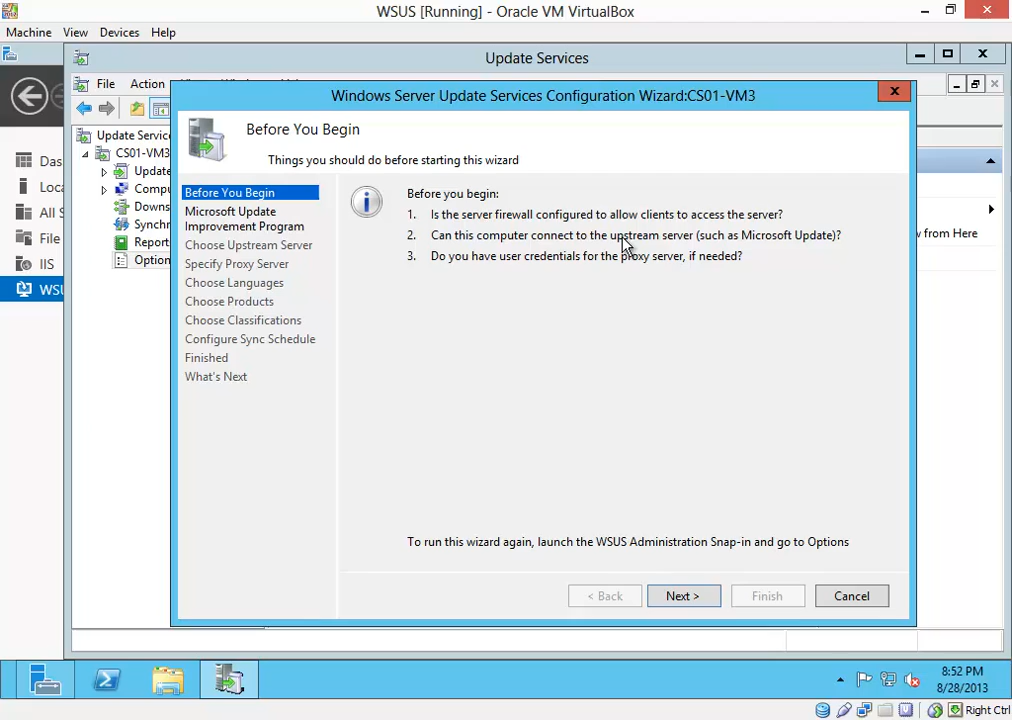 WSUS [Running] - Oracle VM VirtualBox
Machine View Devices Help
Update Services
File Action
Windows Server Update Services Configuration Wizard:CS01-VM3
Before You Begin
Things you should do before starting this wizard
Update Servic
CS01-VM3
Update
Compu
Downs
Synchr
Report
Option
Das
Loca
All S
File
IIS
WSU
Before You Begin
Microsoft Update
Improvement Program
Choose Upstream Server
Specify Proxy Server
Choose Languages
Choose Products
Choose Classifications
Configure Sync Schedule
Finished
What's Next
Before you begin:
1. Is the server firewall configured to allow clients to access the server?
2. Can this computer connect to the upstream server (such as Microsoft Update)?
3. Do you have user credentials for the proxy server, if needed?
To run this wizard again, launch the WSUS Administration Snap-in and go to Options
< Back Next > Finish Cancel
w from Here
8:52 PM
8/28/2013
Right Ctrl